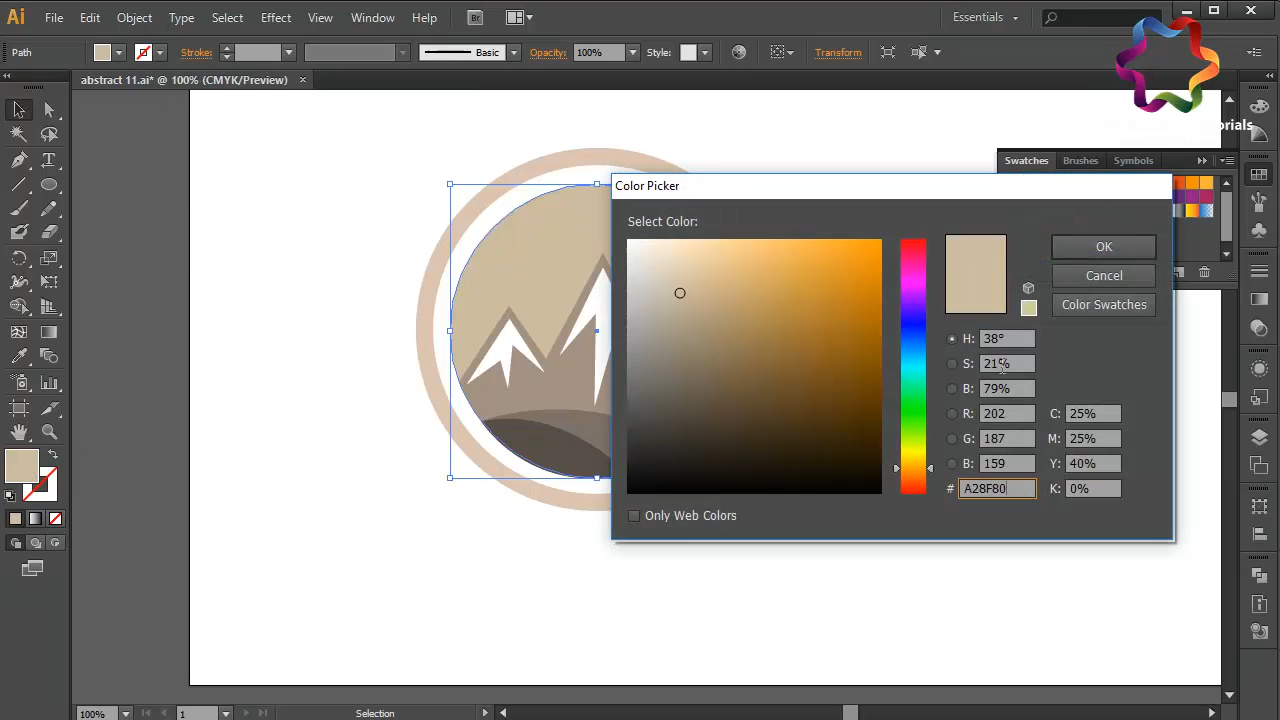 Ai File Edit Object Type Select Effect View Window Help Br Essentials
Path Stroke: Basic Opacity: 100% Style: Transform
abstract 11.ai* @ 100% (CMYK/Preview) ×
Swatches Brushes Symbols
Color Picker
Select Color:
OK
Cancel
Color Swatches
H: 38°
S: 21%
B: 79%
R: 202 C: 25%
G: 187 M: 25%
B: 159 Y: 40%
# A28F80 K: 0%
Only Web Colors
100% 1 Selection